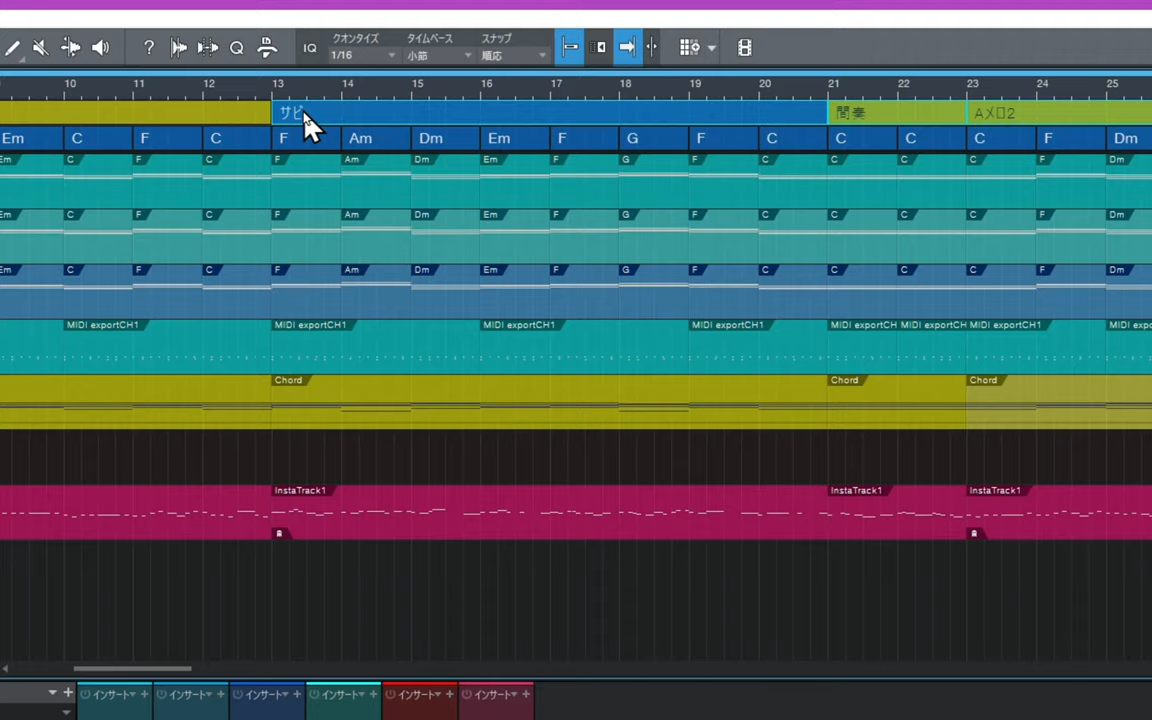 ? Q IQ クオンタイズ タイムベース スナップ
1/16 小節 順応
10 11 12 13 14 15 16 17 18 19 20 21 22 23 24 25
サビ 間奏 Aメロ2
Em C F C F Am Dm Em F G F C C C C F Dm
Em C F C F Am Dm Em F G F C C C C F Dm
Em C F C F Am Dm Em F G F C C C C F Dm
Em C F C F Am Dm Em F G F C C C C F Dm
MIDI exportCH1 MIDI exportCH1 MIDI exportCH1 MIDI exportCH1 MIDI exportCH MIDI exportCH MIDI exportCH1 MIDI expo
Chord Chord Chord
InstaTrack1 InstaTrack1 InstaTrack1
インサート インサート インサート インサート インサート インサート